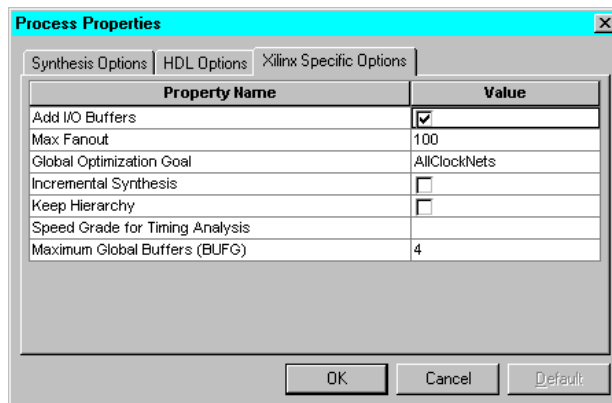 Process Properties
Synthesis Options HDL Options Xilinx Specific Options
Property Name Value
Add I/O Buffers
Max Fanout 100
Global Optimization Goal AllClockNets
Incremental Synthesis
Keep Hierarchy
Speed Grade for Timing Analysis
Maximum Global Buffers (BUFG) 4
OK Cancel Default